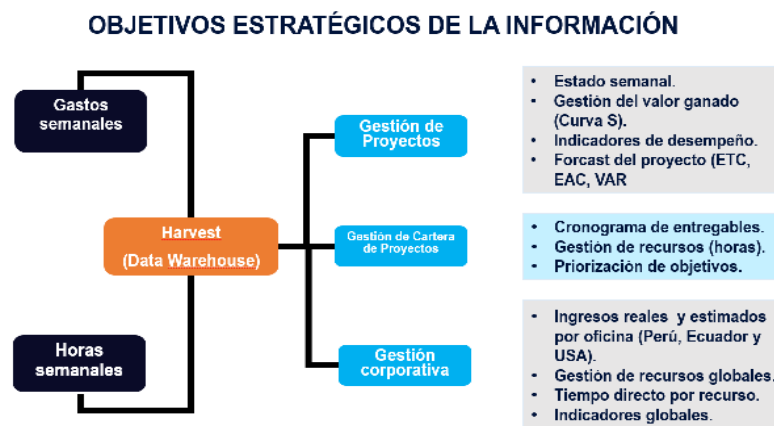 OBJETIVOS ESTRATÉGICOS DE LA INFORMACIÓN
Gastos
semanales
Harvest
(Data Warehouse)
Horas
semanales
Gestión de
Proyectos
Gestión de Cartera
de Proyectos
Gestión
corporativa
• Estado semanal.
• Gestión del valor ganado
(Curva S).
• Indicadores de desempeño.
• Forcast del proyecto (ETC,
EAC, VAR
• Cronograma de entregables.
• Gestión de recursos (horas).
• Priorización de objetivos.
• Ingresos reales y estimados
por oficina (Perú, Ecuador y
USA).
• Gestión de recursos globales.
• Tiempo directo por recurso.
• Indicadores globales.